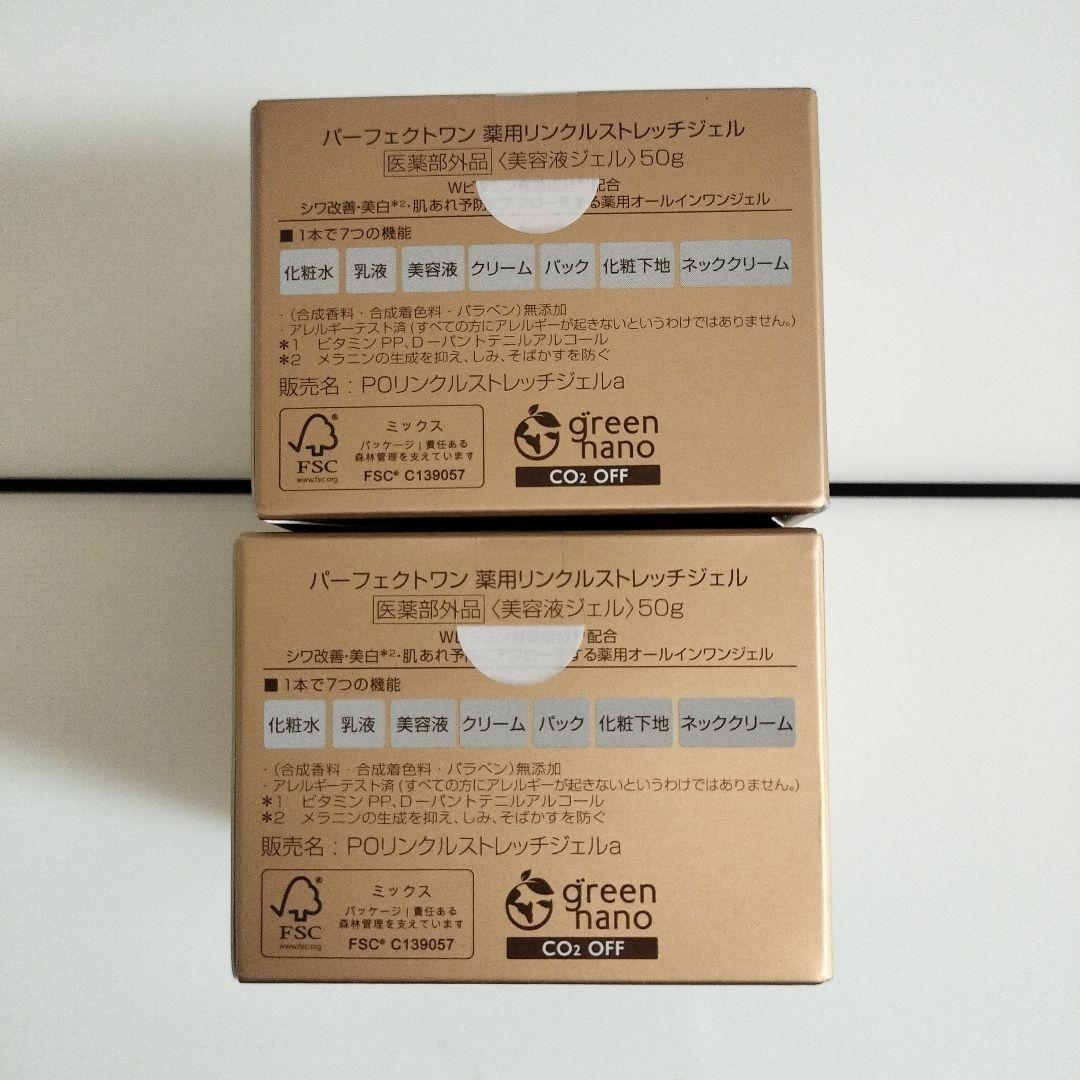 パーフェクトワン 薬用リンクルストレッチジェル
医薬部外品〈美容液ジェル〉50g
Wビ 配合
シワ改善・美白*2・肌あれ予防にアプローチする薬用オールインワンジェル
■1本で7つの機能
化粧水 乳液 美容液 クリーム パック 化粧下地 ネッククリーム
・(合成香料・合成着色料・パラベン)無添加
・アレルギーテスト済(すべての方にアレルギーが起きないというわけではありません。)
*1 ビタミンPP、D-パントテニルアルコール
*2 メラニンの生成を抑え、しみ、そばかすを防ぐ
販売名：POリンクルストレッチジェルa
FSC®
www.fsc.org
ミックス
パッケージ|責任ある
森林管理を支えています
FSC® C139057
green
nano
CO2 OFF
パーフェクトワン 薬用リンクルストレッチジェル
医薬部外品〈美容液ジェル〉50g
Wビタミン 配合
シワ改善・美白*2・肌あれ予防にアプローチする薬用オールインワンジェル
■1本で7つの機能
化粧水 乳液 美容液 クリーム パック 化粧下地 ネッククリーム
・(合成香料・合成着色料・パラベン)無添加
・アレルギーテスト済(すべての方にアレルギーが起きないというわけではありません。)
*1 ビタミンPP、D-パントテニルアルコール
*2 メラニンの生成を抑え、しみ、そばかすを防ぐ
販売名：POリンクルストレッチジェルa
FSC®
www.fsc.org
ミックス
パッケージ|責任ある
森林管理を支えています
FSC® C139057
green
nano
CO2 OFF